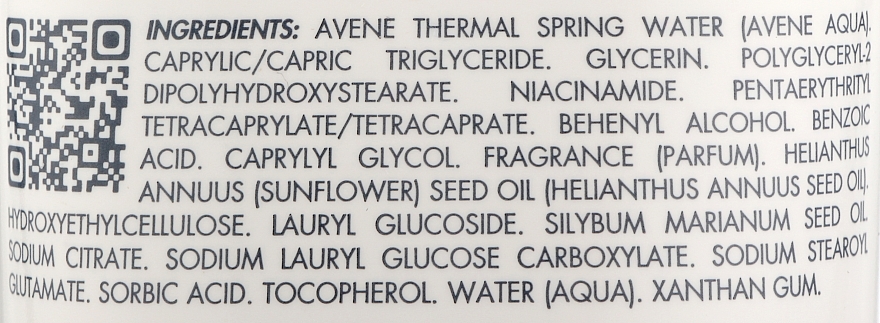 INGREDIENTS: AVENE THERMAL SPRING WATER (AVENE AQUA).
CAPRYLIC/CAPRIC TRIGLYCERIDE. GLYCERIN. POLYGLYCERYL-2
DIPOLYHYDROXYSTEARATE. NIACINAMIDE. PENTAERYTHRITYL
TETRACAPRYLATE/TETRACAPRATE. BEHENYL ALCOHOL. BENZOIC
ACID. CAPRYLYL GLYCOL. FRAGRANCE (PARFUM). HELIANTHUS
ANNUUS (SUNFLOWER) SEED OIL (HELIANTHUS ANNUUS SEED OIL).
HYDROXYETHYLCELLULOSE. LAURYL GLUCOSIDE. SILYBUM MARIANUM SEED OIL.
SODIUM CITRATE. SODIUM LAURYL GLUCOSE CARBOXYLATE. SODIUM STEAROYL
GLUTAMATE. SORBIC ACID. TOCOPHEROL. WATER (AQUA). XANTHAN GUM.